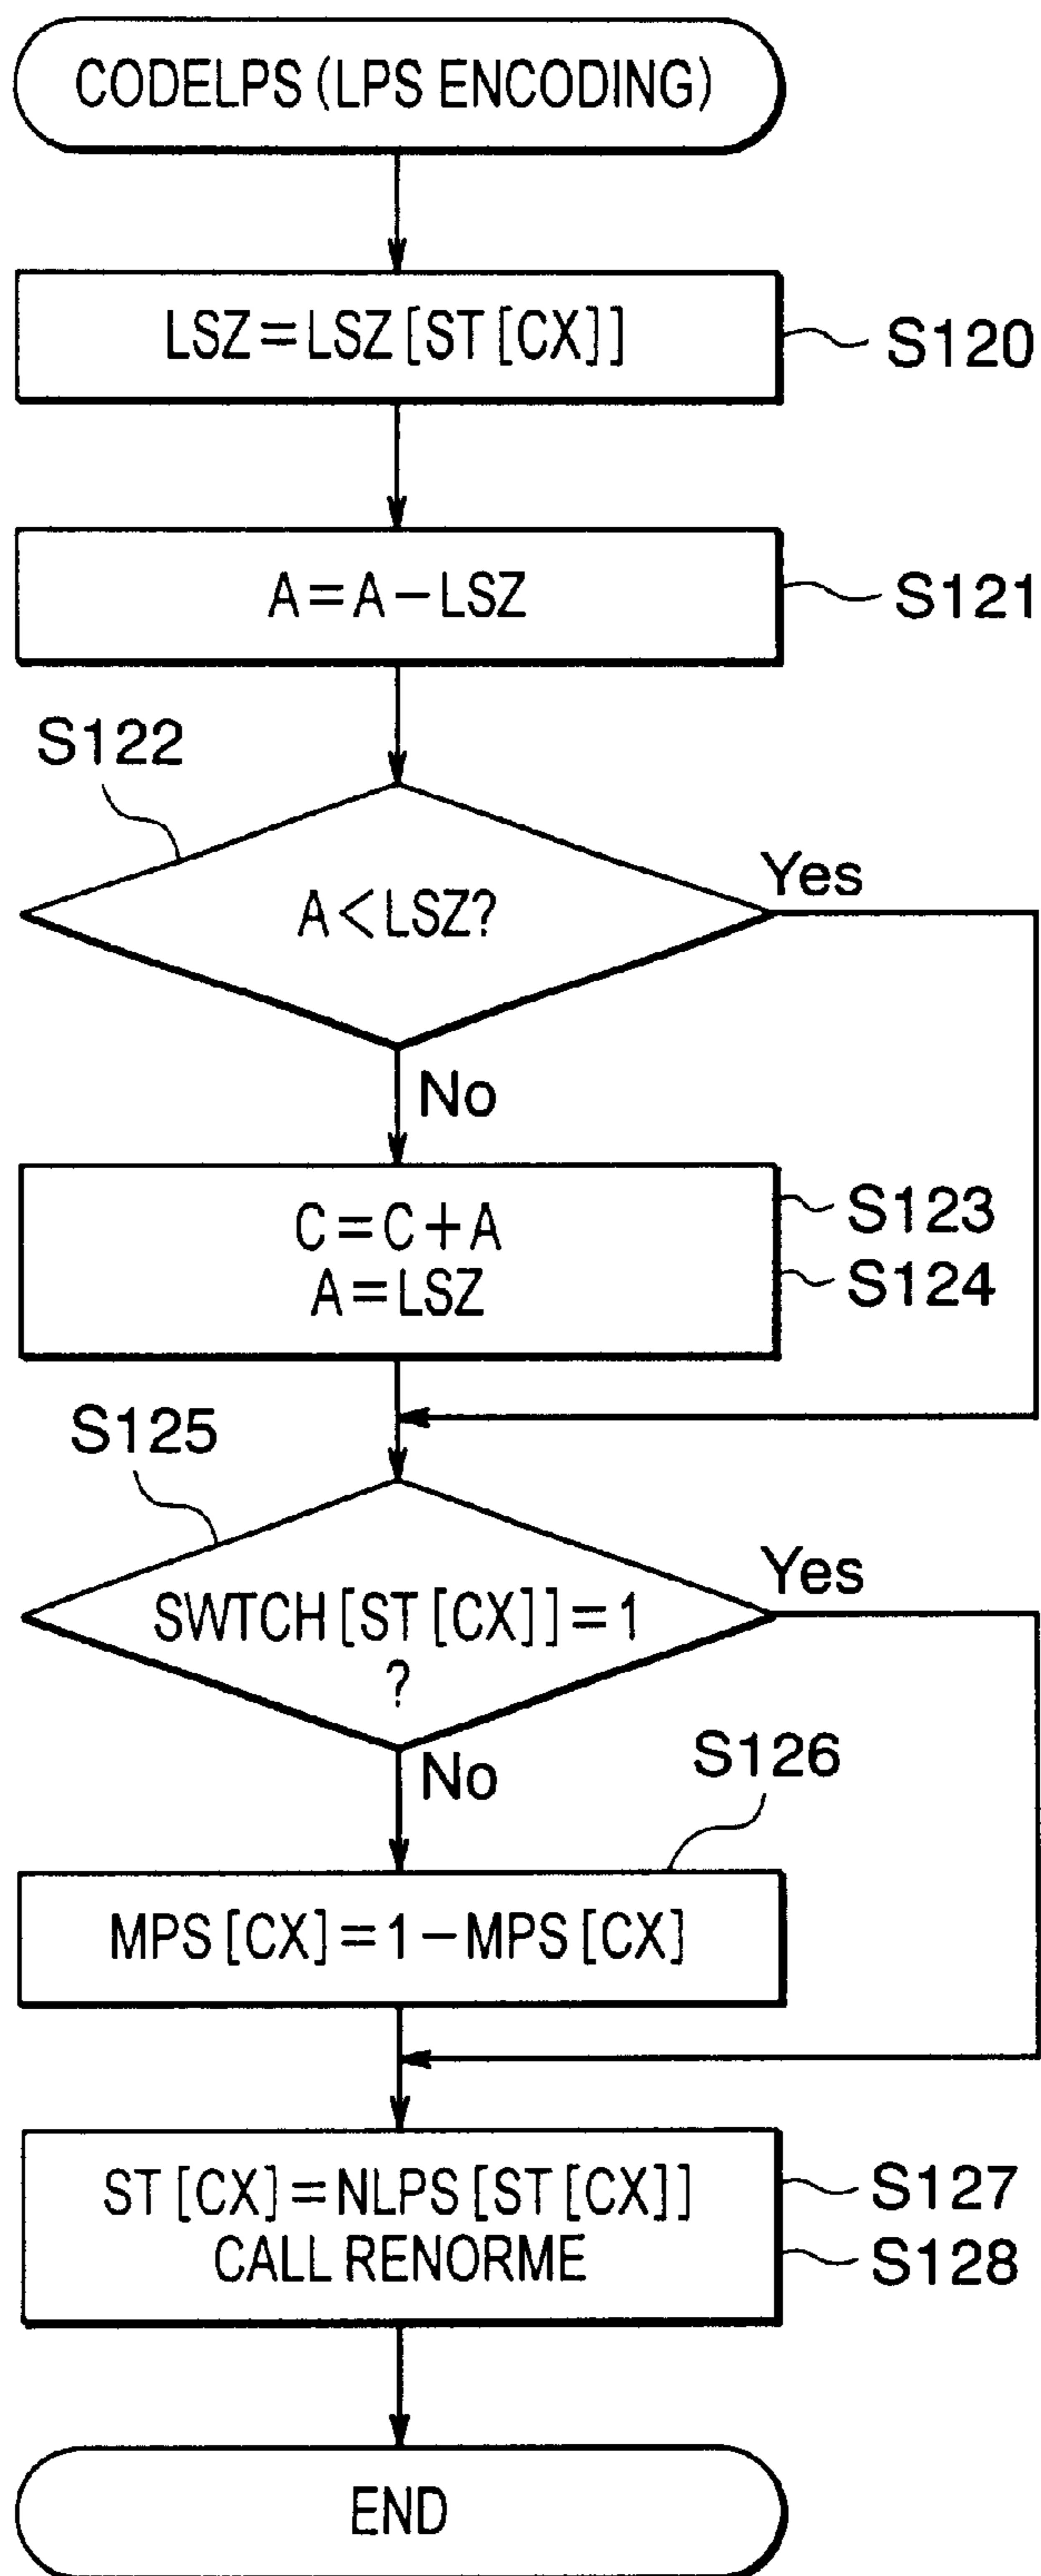 CODELPS (LPS ENCODING)
LSZ=LSZ[ST[CX]]
S120
A=A-LSZ
S121
S122
A<LSZ?
Yes
No
C=C+A
S123
A=LSZ
S124
S125
SWTCH[ST[CX]]=1
?
Yes
No
S126
MPS[CX]=1-MPS[CX]
ST[CX]=NLPS[ST[CX]]
S127
CALL RENORME
S128
END